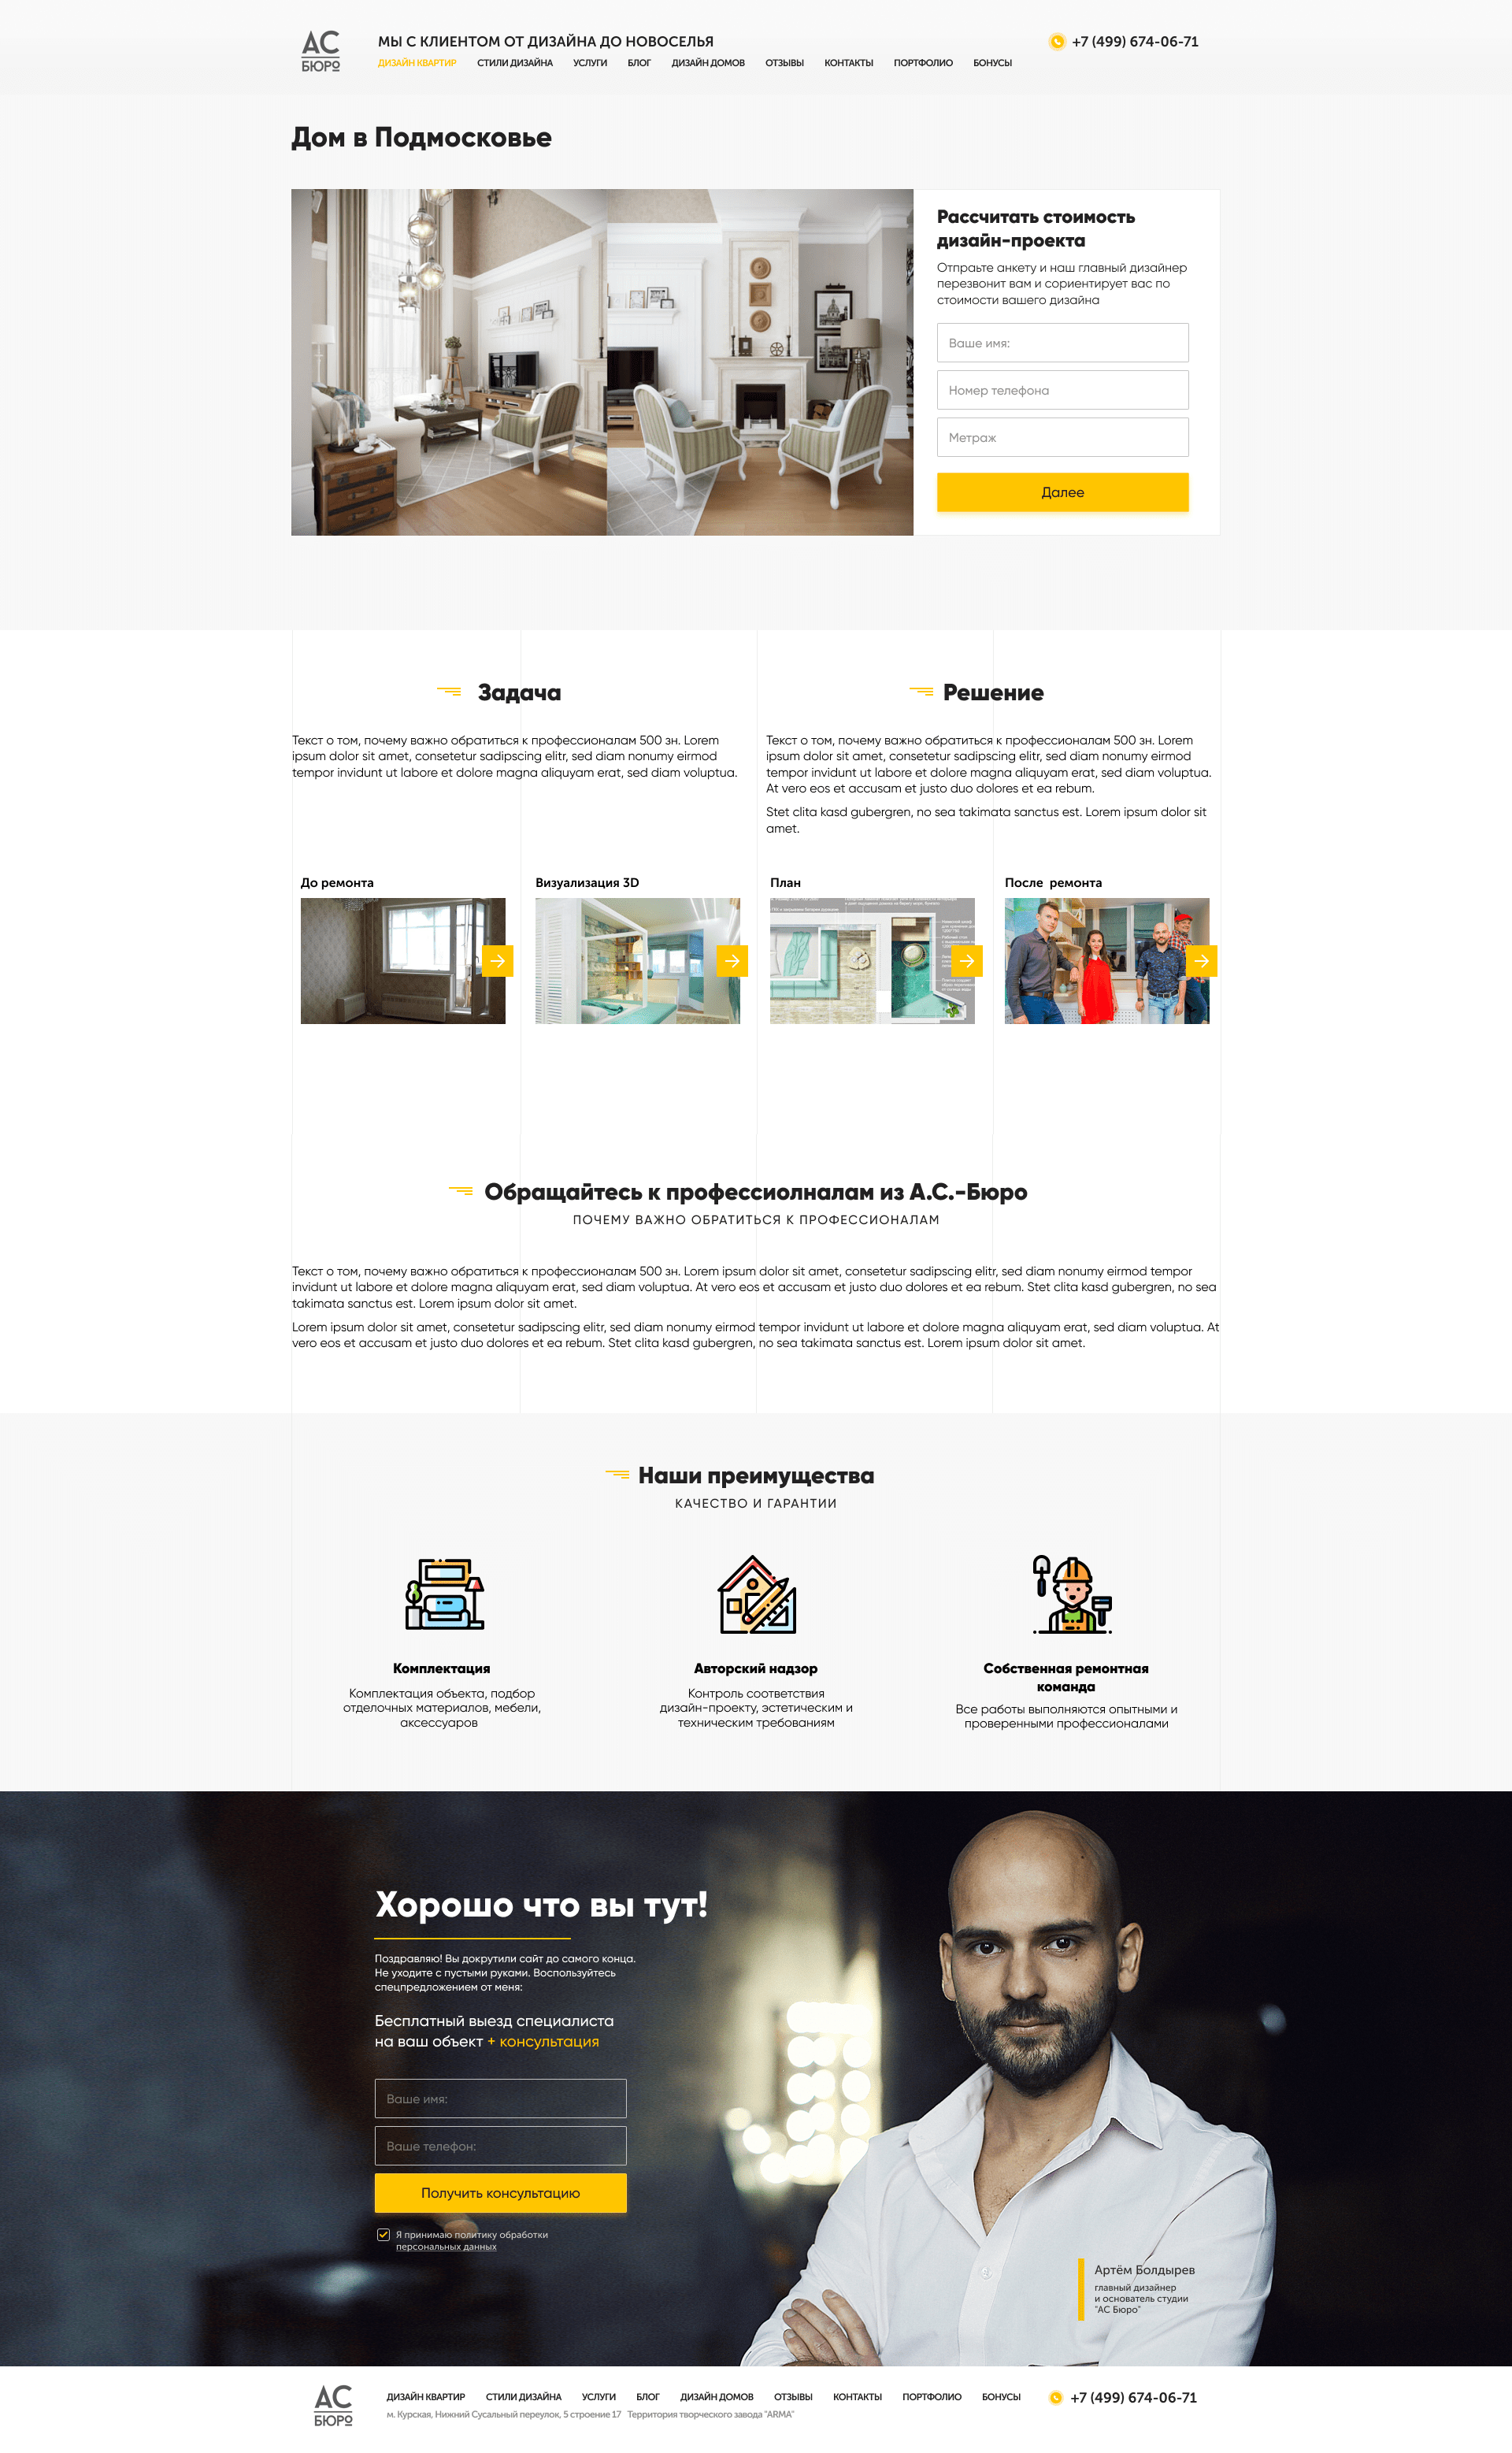 АС
БЮРО
МЫ С КЛИЕНТОМ ОТ ДИЗАЙНА ДО НОВОСЕЛЬЯ
+7 (499) 674-06-71
ДИЗАЙН КВАРТИР СТИЛИ ДИЗАЙНА УСЛУГИ БЛОГ ДИЗАЙН ДОМОВ ОТЗЫВЫ КОНТАКТЫ ПОРТФОЛИО БОНУСЫ
Дом в Подмосковье
Рассчитать стоимость
дизайн-проекта
Отпраьте анкету и наш главный дизайнер
перезвонит вам и сориентирует вас по
стоимости вашего дизайна
Ваше имя:
Номер телефона
Метраж
Далее
Задача
Текст о том, почему важно обратиться к профессионалам 500 зн. Lorem
ipsum dolor sit amet, consetetur sadipscing elitr, sed diam nonumy eirmod
tempor invidunt ut labore et dolore magna aliquyam erat, sed diam voluptua.
Решение
Текст о том, почему важно обратиться к профессионалам 500 зн. Lorem
ipsum dolor sit amet, consetetur sadipscing elitr, sed diam nonumy eirmod
tempor invidunt ut labore et dolore magna aliquyam erat, sed diam voluptua.
At vero eos et accusam et justo duo dolores et ea rebum.
Stet clita kasd gubergren, no sea takimata sanctus est. Lorem ipsum dolor sit
amet.
До ремонта
Визуализация 3D
План
После ремонта
Обращайтесь к профессиолналам из А.С.-Бюро
ПОЧЕМУ ВАЖНО ОБРАТИТЬСЯ К ПРОФЕССИОНАЛАМ
Текст о том, почему важно обратиться к профессионалам 500 зн. Lorem ipsum dolor sit amet, consetetur sadipscing elitr, sed diam nonumy eirmod tempor
invidunt ut labore et dolore magna aliquyam erat, sed diam voluptua. At vero eos et accusam et justo duo dolores et ea rebum. Stet clita kasd gubergren, no sea
takimata sanctus est. Lorem ipsum dolor sit amet.
Lorem ipsum dolor sit amet, consetetur sadipscing elitr, sed diam nonumy eirmod tempor invidunt ut labore et dolore magna aliquyam erat, sed diam voluptua. At
vero eos et accusam et justo duo dolores et ea rebum. Stet clita kasd gubergren, no sea takimata sanctus est. Lorem ipsum dolor sit amet.
Наши преимущества
КАЧЕСТВО И ГАРАНТИИ
Комплектация
Комплектация объекта, подбор
отделочных материалов, мебели,
аксессуаров
Авторский надзор
Контроль соответствия
дизайн-проекту, эстетическим и
техническим требованиям
Собственная ремонтная
команда
Все работы выполняются опытными и
проверенными профессионалами
Хорошо что вы тут!
Поздравляю! Вы докрутили сайт до самого конца.
Не уходите с пустыми руками. Воспользуйтесь
спецпредложением от меня:
Бесплатный выезд специалиста
на ваш объект + консультация
Ваше имя:
Ваше телефон:
Получить консультацию
Я принимаю политику обработки
персональных данных
Артём Болдырев
главный дизайнер
и основатель студии
"АС Бюро"
АС
БЮРО
ДИЗАЙН КВАРТИР СТИЛИ ДИЗАЙНА УСЛУГИ БЛОГ ДИЗАЙН ДОМОВ ОТЗЫВЫ КОНТАКТЫ ПОРТФОЛИО БОНУСЫ
+7 (499) 674-06-71
м. Курская, Нижний Сусальный переулок, 5 строение 17 Территория творческого завода "ARMA"